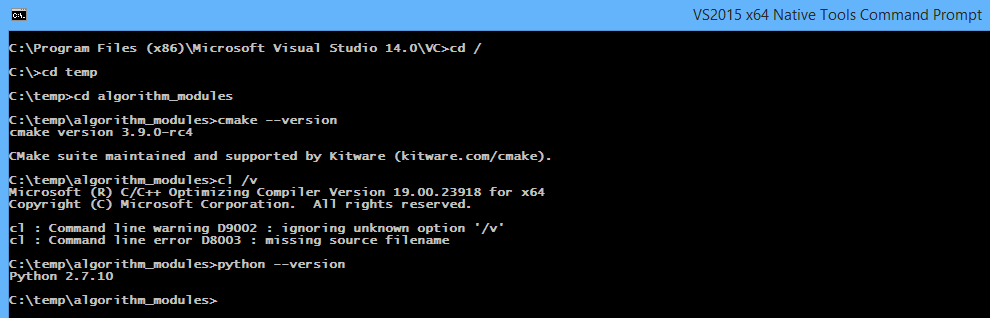 VS2015 x64 Native Tools Command Prompt
C:\Program Files (x86)\Microsoft Visual Studio 14.0\VC>cd /
C:\>cd temp
C:\temp>cd algorithm_modules
C:\temp\algorithm_modules>cmake --version
cmake version 3.9.0-rc4
CMake suite maintained and supported by Kitware (kitware.com/cmake).
C:\temp\algorithm_modules>cl /v
Microsoft (R) C/C++ Optimizing Compiler Version 19.00.23918 for x64
Copyright (C) Microsoft Corporation.  All rights reserved.
cl : Command line warning D9002 : ignoring unknown option '/v'
cl : Command line error D8003 : missing source filename
C:\temp\algorithm_modules>python --version
Python 2.7.10
C:\temp\algorithm_modules>